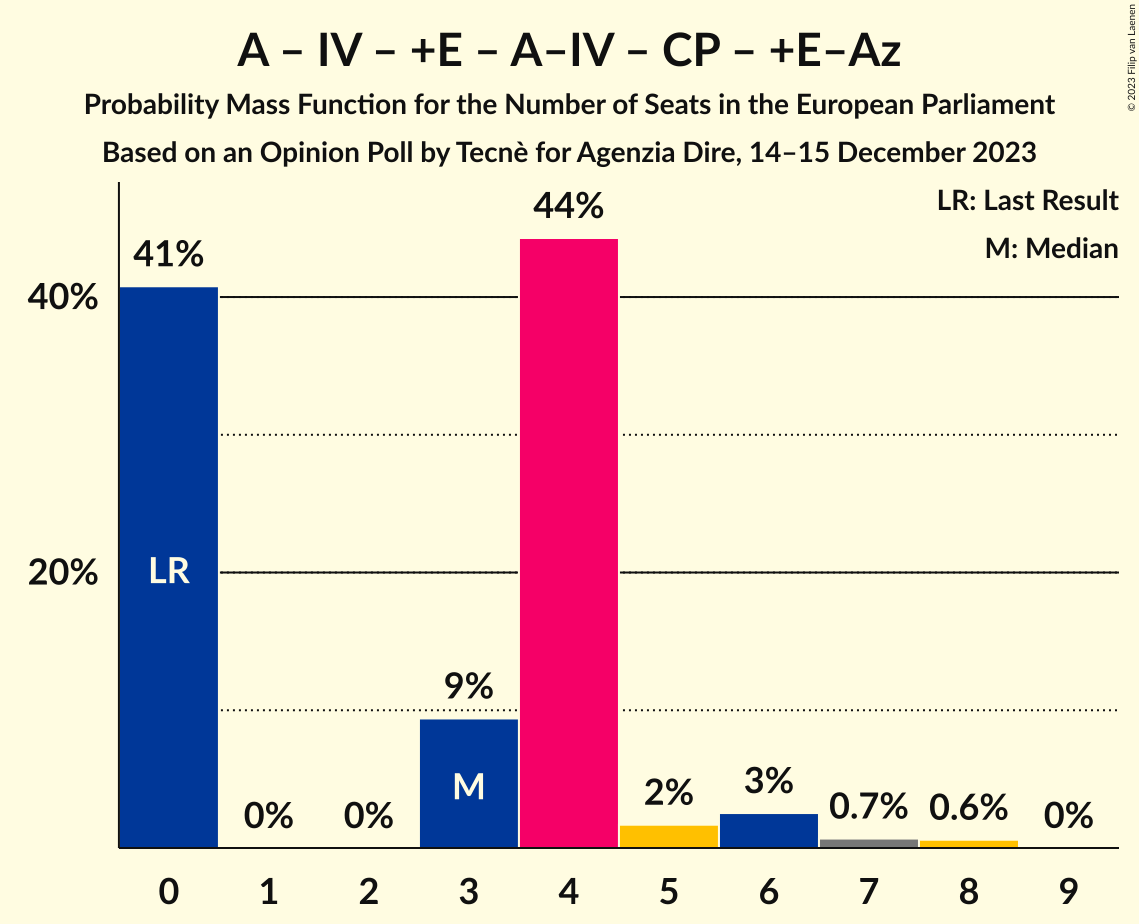 A – IV – +E – A–IV – CP – +E–Az
Probability Mass Function for the Number of Seats in the European Parliament
Based on an Opinion Poll by Tecnè for Agenzia Dire, 14–15 December 2023
© 2023 Filip van Laenen
LR: Last Result
M: Median
44%
41%
40%
20%
LR
9%
M
0%
0%
2%
3%
0.7%
0.6%
0%
0 1 2 3 4 5 6 7 8 9